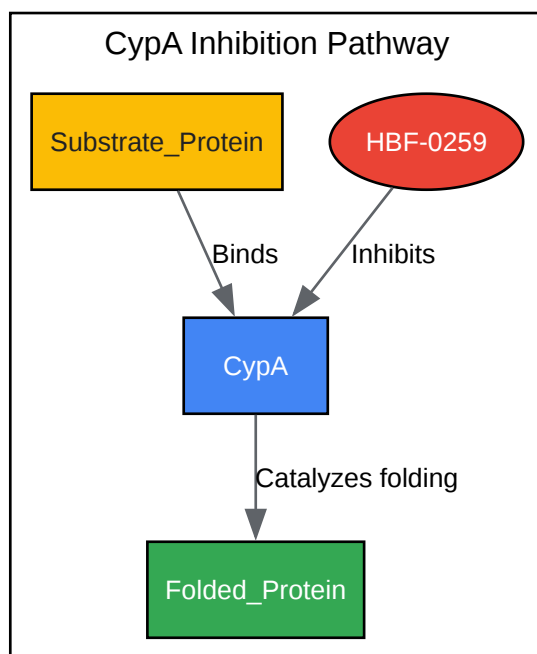 CypA Inhibition Pathway
Substrate_Protein
HBF-0259
Binds
Inhibits
CypA
Catalyzes folding
Folded_Protein